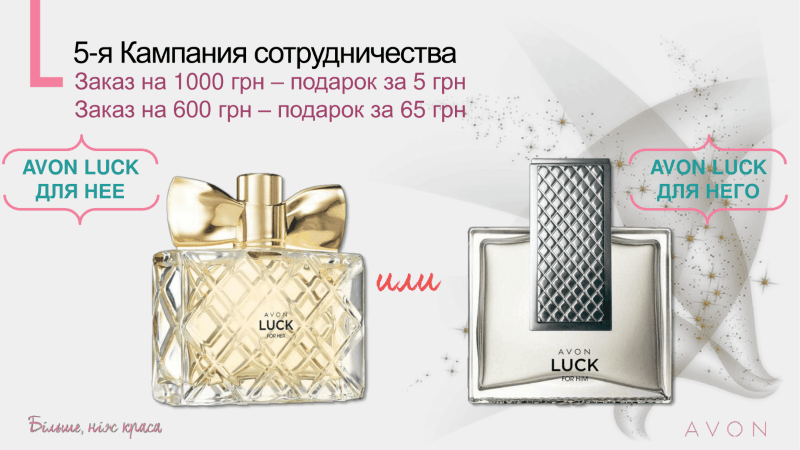 5-я Кампания сотрудничества
Заказ на 1000 грн – подарок за 5 грн
Заказ на 600 грн – подарок за 65 грн
AVON LUCK
ДЛЯ НЕЕ
AVON LUCK
ДЛЯ НЕГО
или
AVON
LUCK
FOR HER
AVON
LUCK
FOR HIM
Більше, ніж краса
AVON